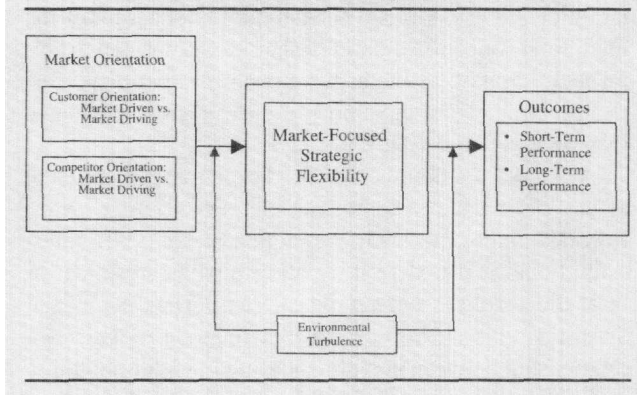 Market Orientation
Customer Orientation:
Market Driven vs.
Market Driving
Competitor Orientation:
Market Driven vs.
Market Driving
Market-Focused
Strategic
Flexibility
Outcomes
• Short-Term
Performance
• Long-Term
Performance
Environmental
Turbulence